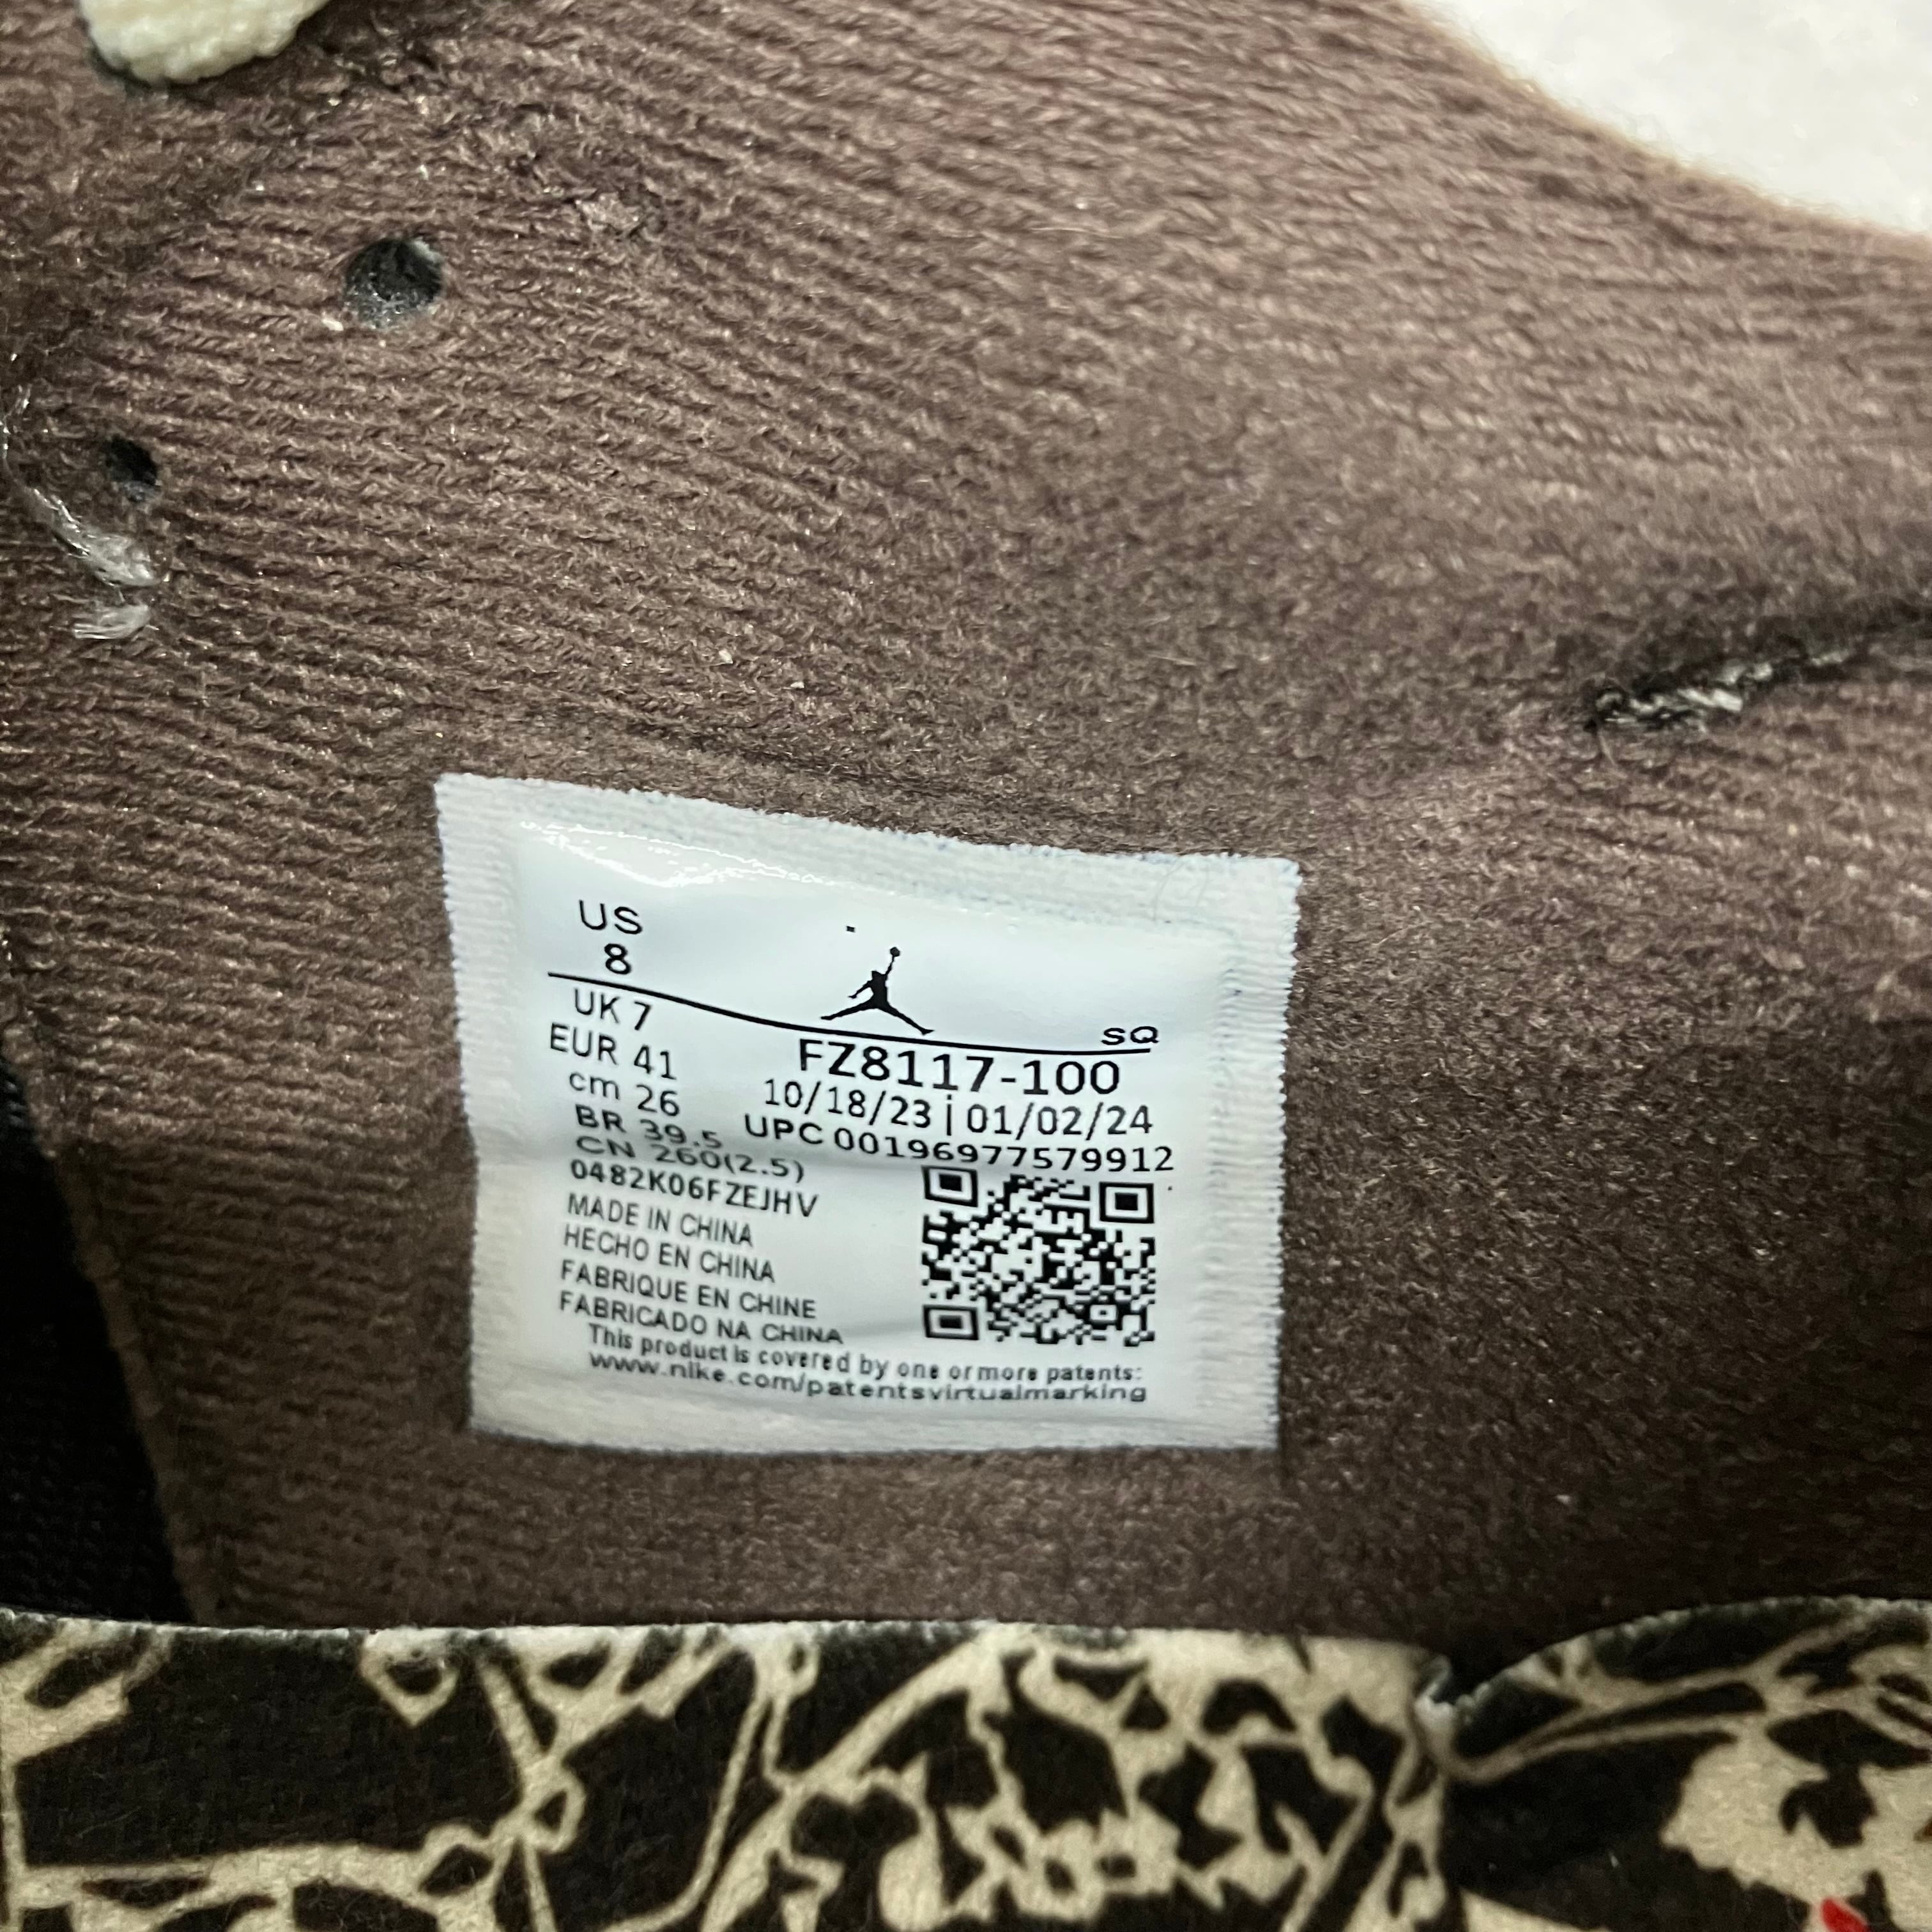 US
8
SQ
UK 7
EUR 41
cm 26
BR 39.5
CN 260(2.5)
FZ8117-100
10/18/23 | 01/02/24
UPC 00196977579912
0482K06FZEJHV
MADE IN CHINA
HECHO EN CHINA
FABRIQUE EN CHINE
FABRICADO NA CHINA
This product is covered by one or more patents:
www.nike.com/patentsvirtualmarking